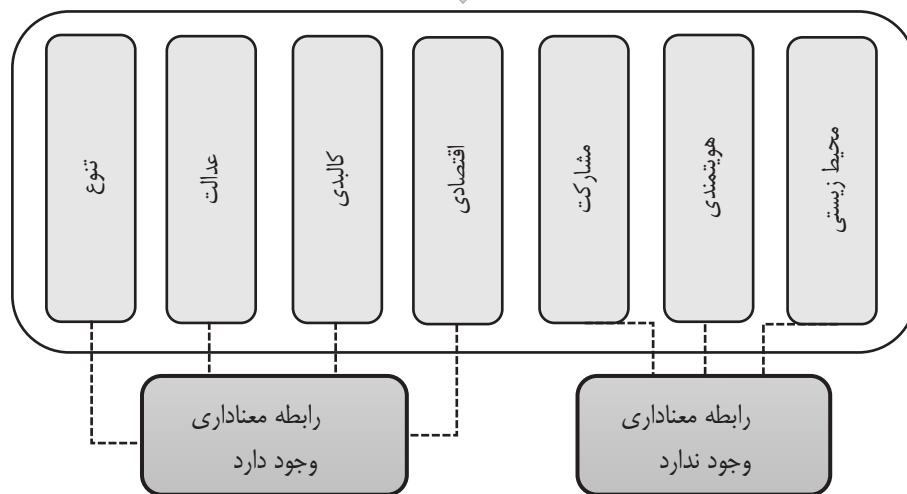 محیط زیستی
هویتمندی
مشارکت
اقتصادی
کالبدی
عدالت
تنوع
رابطه معناداری
وجود ندارد
رابطه معناداری
وجود دارد